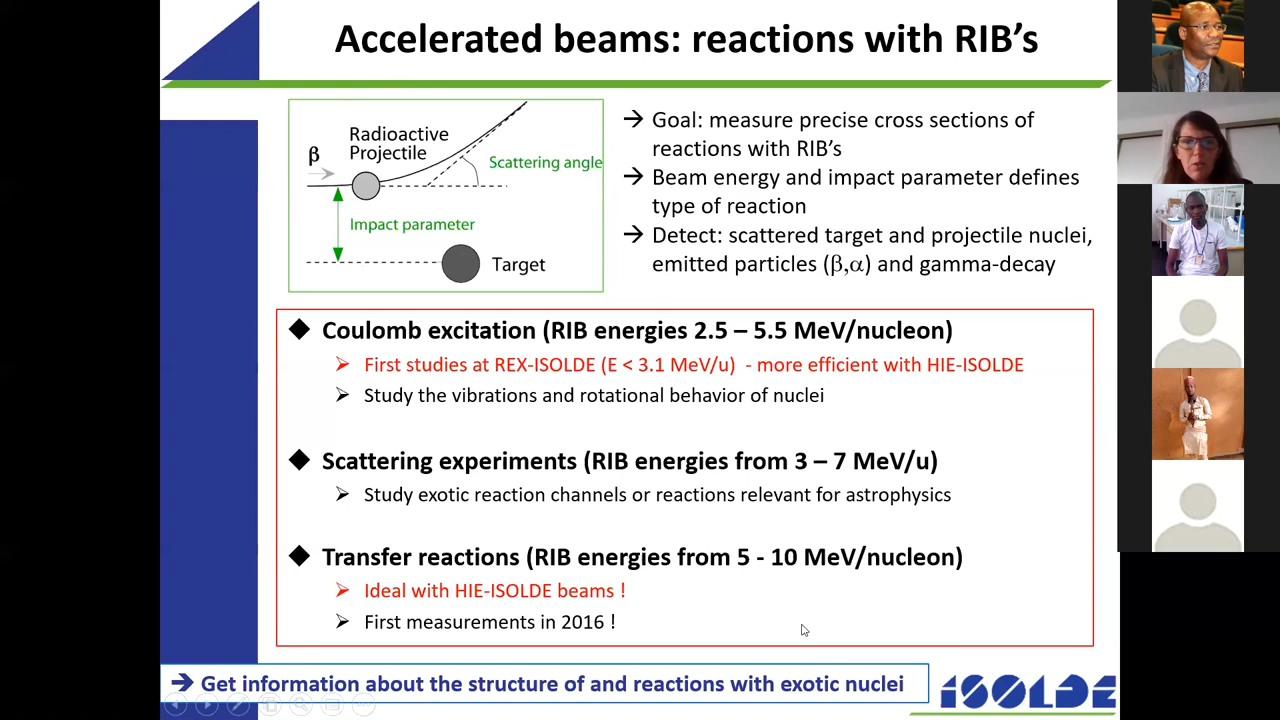 Accelerated beams: reactions with RIB's
Radioactive
Projectile
β
Scattering angle
Impact parameter
Target
→ Goal: measure precise cross sections of
reactions with RIB's
→ Beam energy and impact parameter defines
type of reaction
→ Detect: scattered target and projectile nuclei,
emitted particles (β,α) and gamma-decay
◆ Coulomb excitation (RIB energies 2.5 – 5.5 MeV/nucleon)
➢ First studies at REX-ISOLDE (E < 3.1 MeV/u) - more efficient with HIE-ISOLDE
➢ Study the vibrations and rotational behavior of nuclei
◆ Scattering experiments (RIB energies from 3 – 7 MeV/u)
➢ Study exotic reaction channels or reactions relevant for astrophysics
◆ Transfer reactions (RIB energies from 5 - 10 MeV/nucleon)
➢ Ideal with HIE-ISOLDE beams !
➢ First measurements in 2016 !
→ Get information about the structure of and reactions with exotic nuclei
ISOLDE